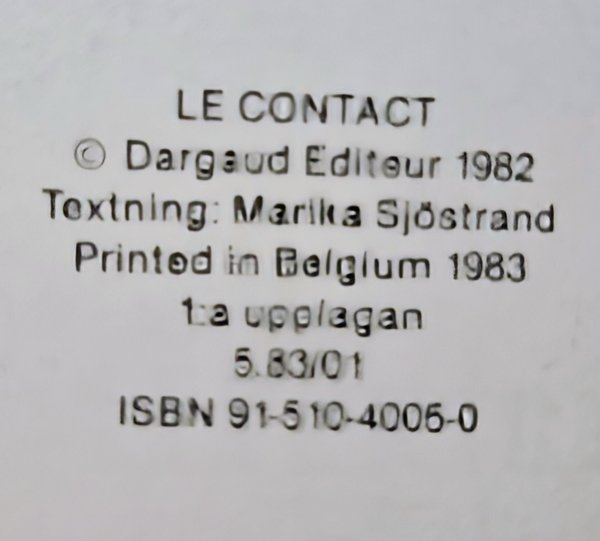 LE CONTACT
© Dargaud Editeur 1982
Textning: Marika Sjöstrand
Printed in Belgium 1983
1:a upplagan
5.83/01
ISBN 91-510-4005-0